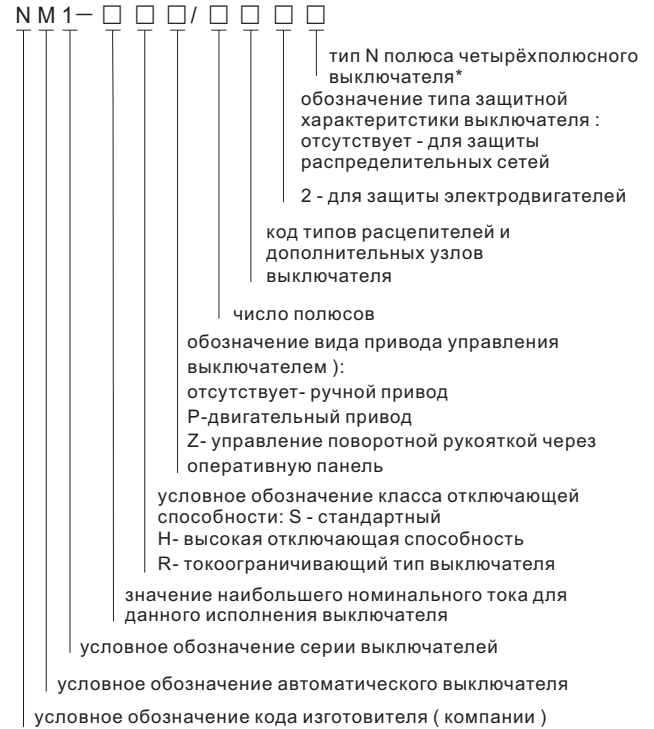 NM1— □ □ □/ □ □ □ □
тип N полюса четырёхполюсного
выключателя*
обозначение типа защитной
характеритстики выключателя :
отсутствует - для защиты
распределительных сетей
2 - для защиты электродвигателей
код типов расцепителей и
дополнительных узлов
выключателя
число полюсов
обозначение вида привода управления
выключателем ):
отсутствует- ручной привод
P-двигательный привод
Z- управление поворотной рукояткой через
оперативную панель
условное обозначение класса отключающей
способности: S - стандартный
H- высокая отключающая способность
R- токоограничивающий тип выключателя
значение наибольшего номинального тока для
данного исполнения выключателя
условное обозначение серии выключателей
условное обозначение автоматического выключателя
условное обозначение кода изготовителя ( компании )